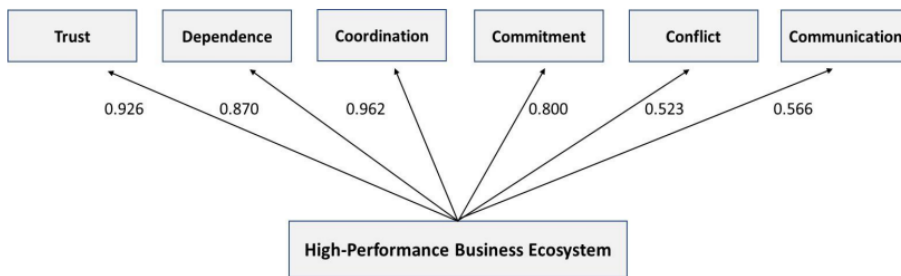 Trust
Dependence
Coordination
Commitment
Conflict
Communication
0.926
0.870
0.962
0.800
0.523
0.566
High-Performance Business Ecosystem